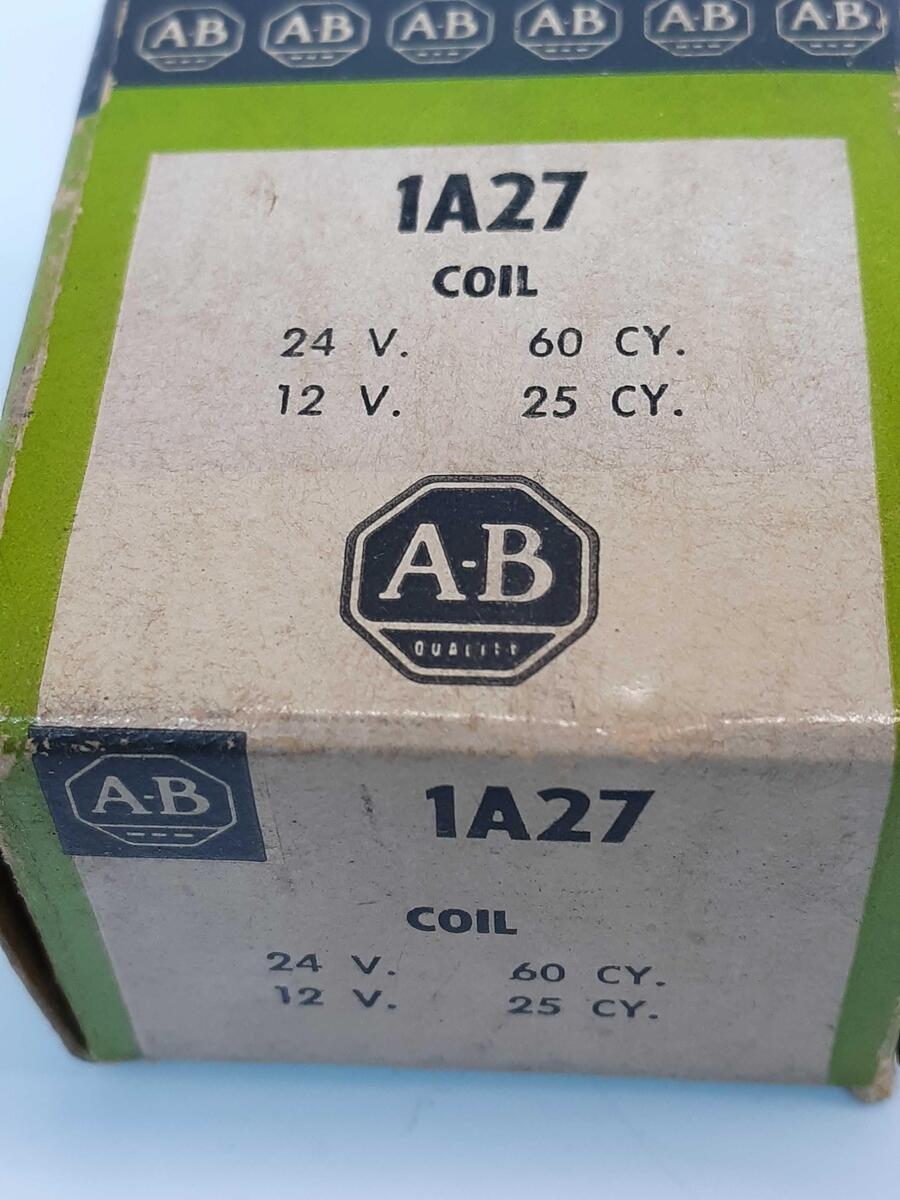 A-B A-B A-B A-B A-B A-B
1A27
COIL
24 V. 60 CY.
12 V. 25 CY.
A-B
QUALITY
A-B
1A27
COIL
24 V. 60 CY.
12 V. 25 CY.